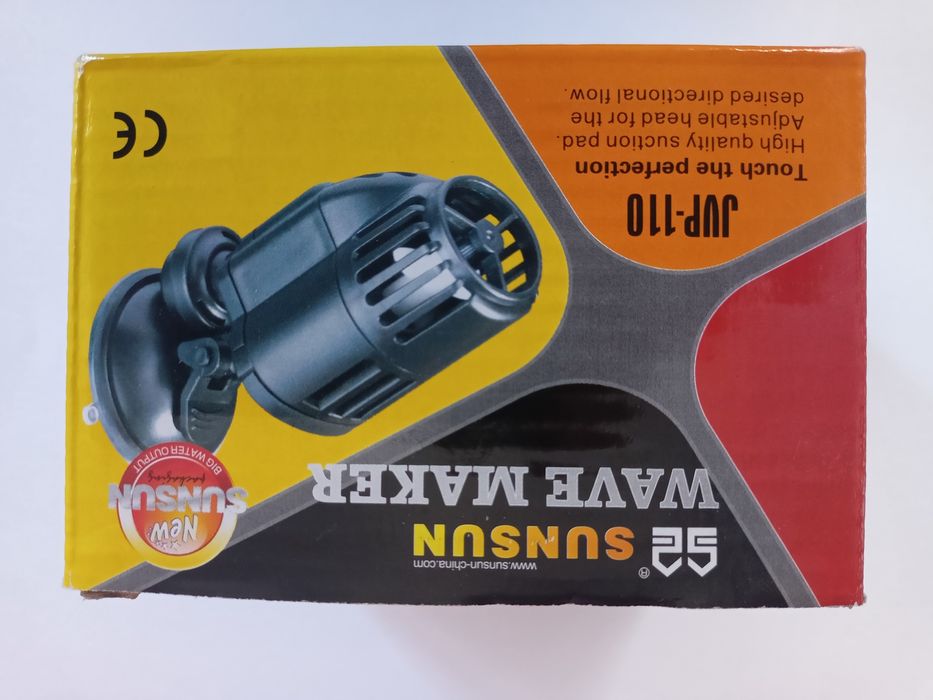 ®
www.sunsun-china.com
SUNSUN
WAVE MAKER
New
SUNSUN
packaging
BIG WATER OUTPUT
JVP-110
Touch the perfection
High quality suction pad.
Adjustable head for the
desired directional flow.
CE